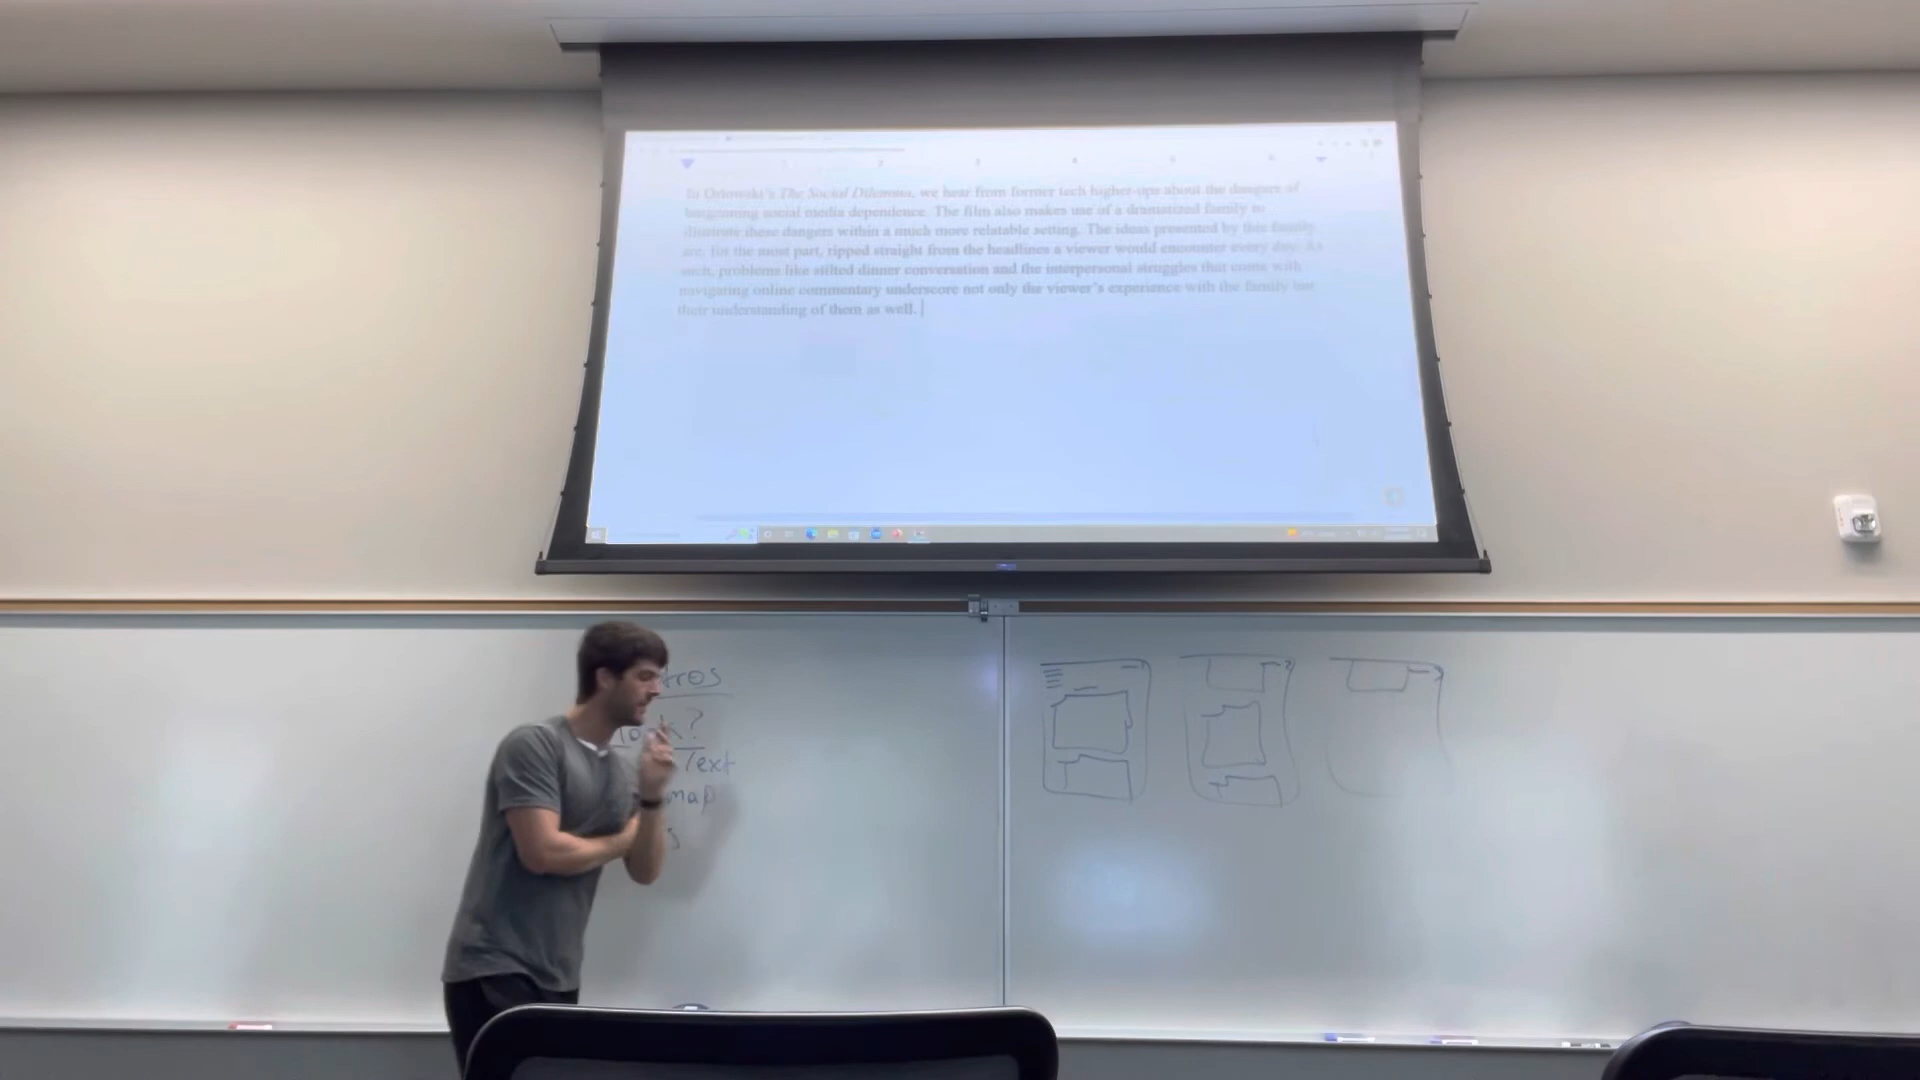 In Orlowski's The Social Dilemma, we hear from former tech higher-ups about the dangers of
burgeoning social media dependence. The film also makes use of a dramatized family to
illustrate these dangers within a much more relatable setting. The ideas presented by this family
are, for the most part, ripped straight from the headlines a viewer would encounter every day. As
such, problems like stilted dinner conversation and the interpersonal struggles that come with
navigating online commentary underscore not only the viewer's experience with the family but
their understanding of them as well.
tros
?
Text
map
s